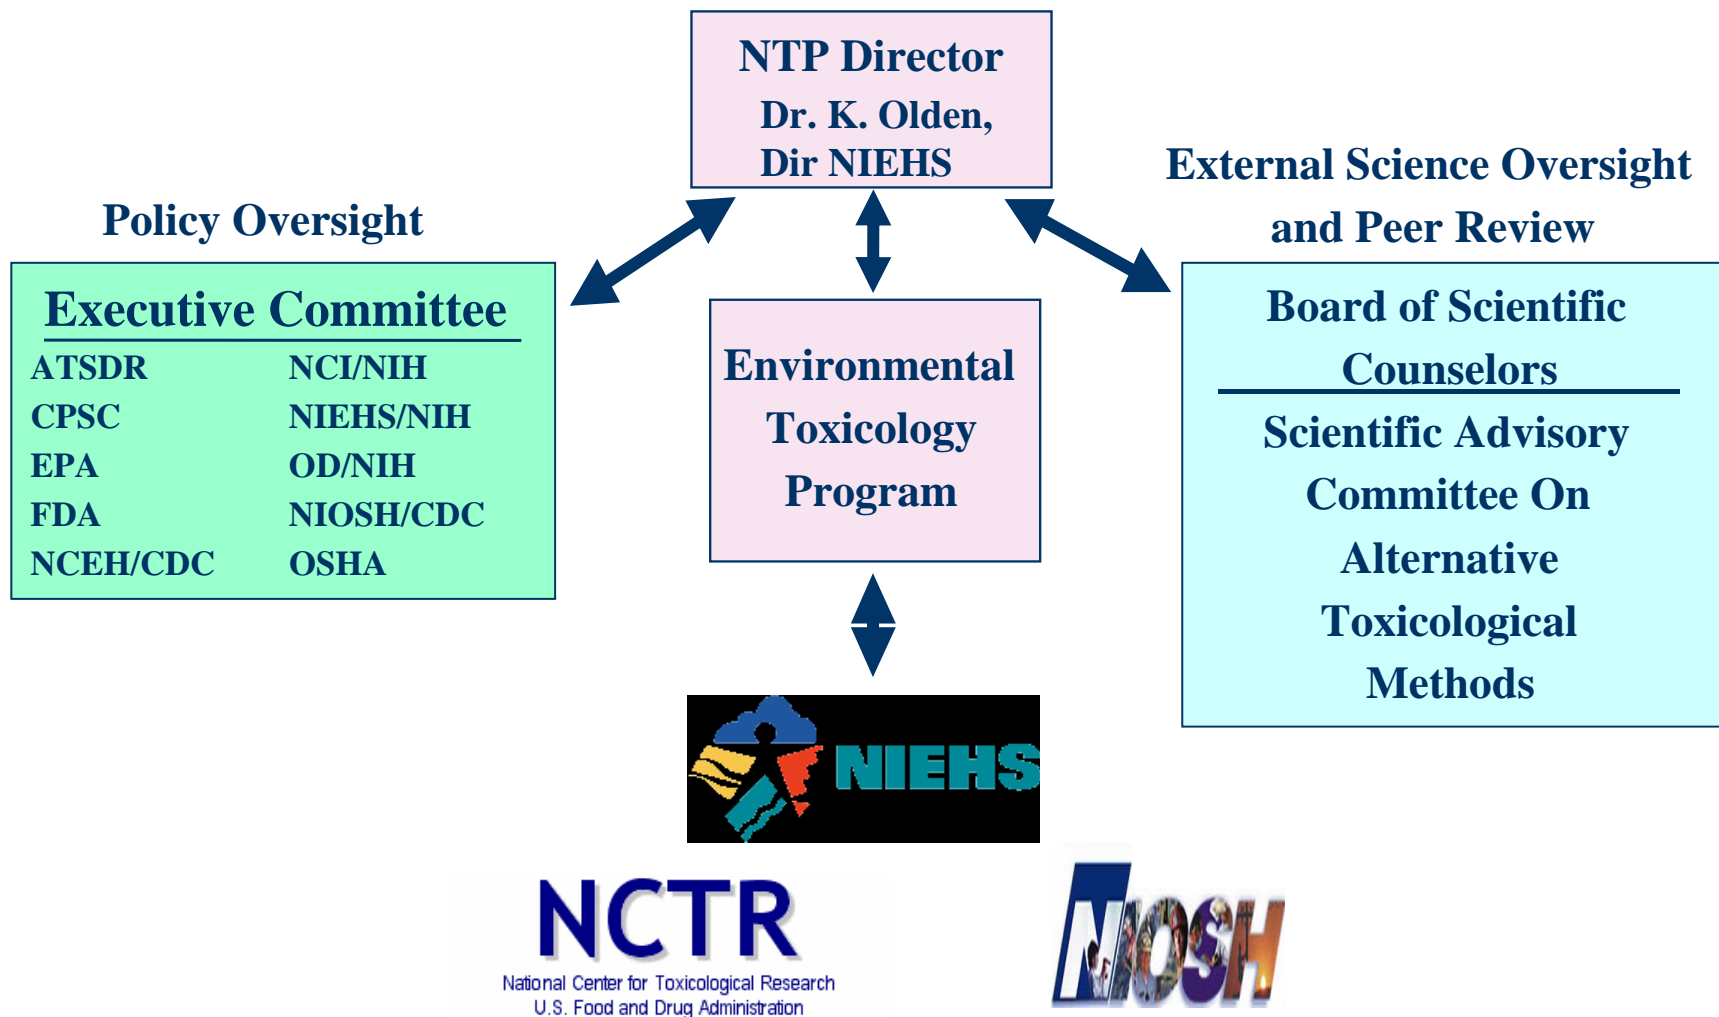 NTP Director
Dr. K. Olden,
Dir NIEHS
Policy Oversight
Executive Committee
ATSDR NCI/NIH
CPSC NIEHS/NIH
EPA OD/NIH
FDA NIOSH/CDC
NCEH/CDC OSHA
Environmental
Toxicology
Program
External Science Oversight
and Peer Review
Board of Scientific
Counselors
Scientific Advisory
Committee On
Alternative
Toxicological
Methods
NIEHS
NCTR
National Center for Toxicological Research
U.S. Food and Drug Administration
NIOSH